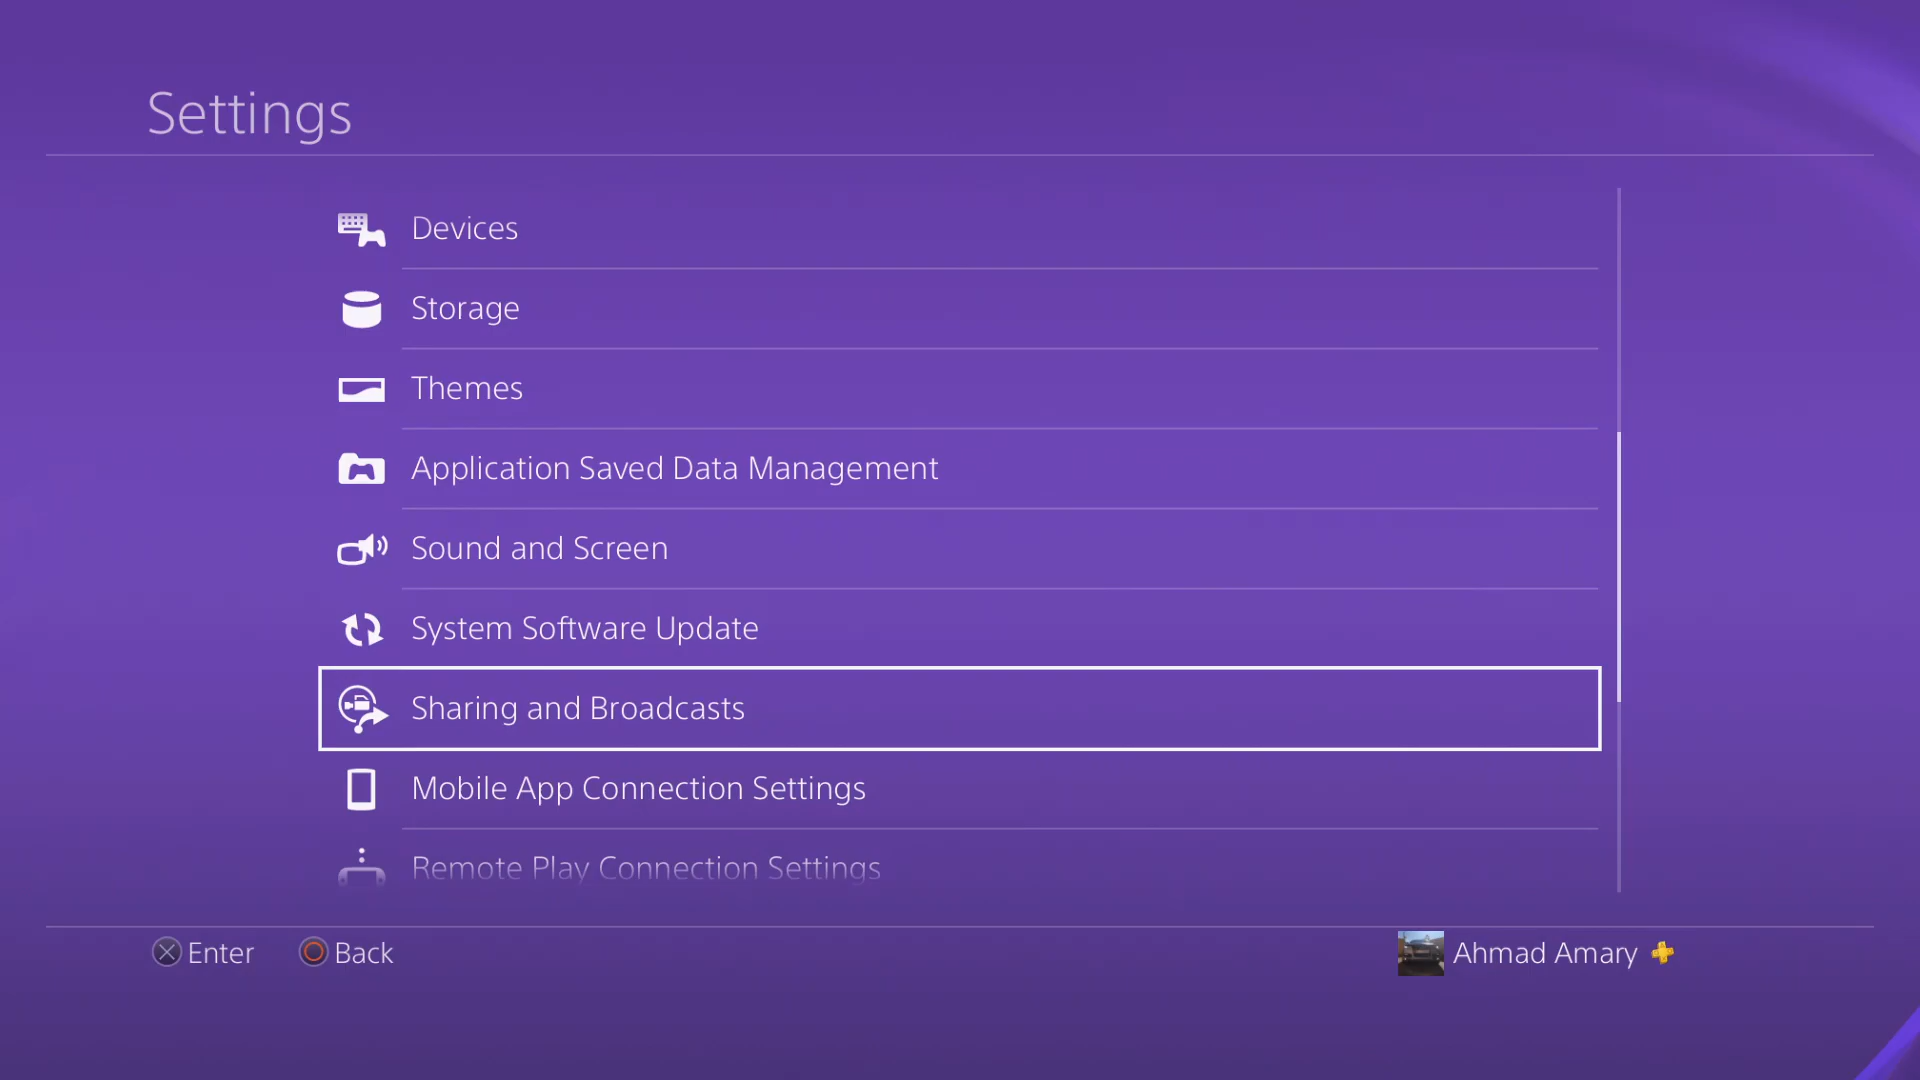 Settings
Devices
Storage
Themes
Application Saved Data Management
Sound and Screen
System Software Update
Sharing and Broadcasts
Mobile App Connection Settings
Remote Play Connection Settings
Enter Back Ahmad Amary